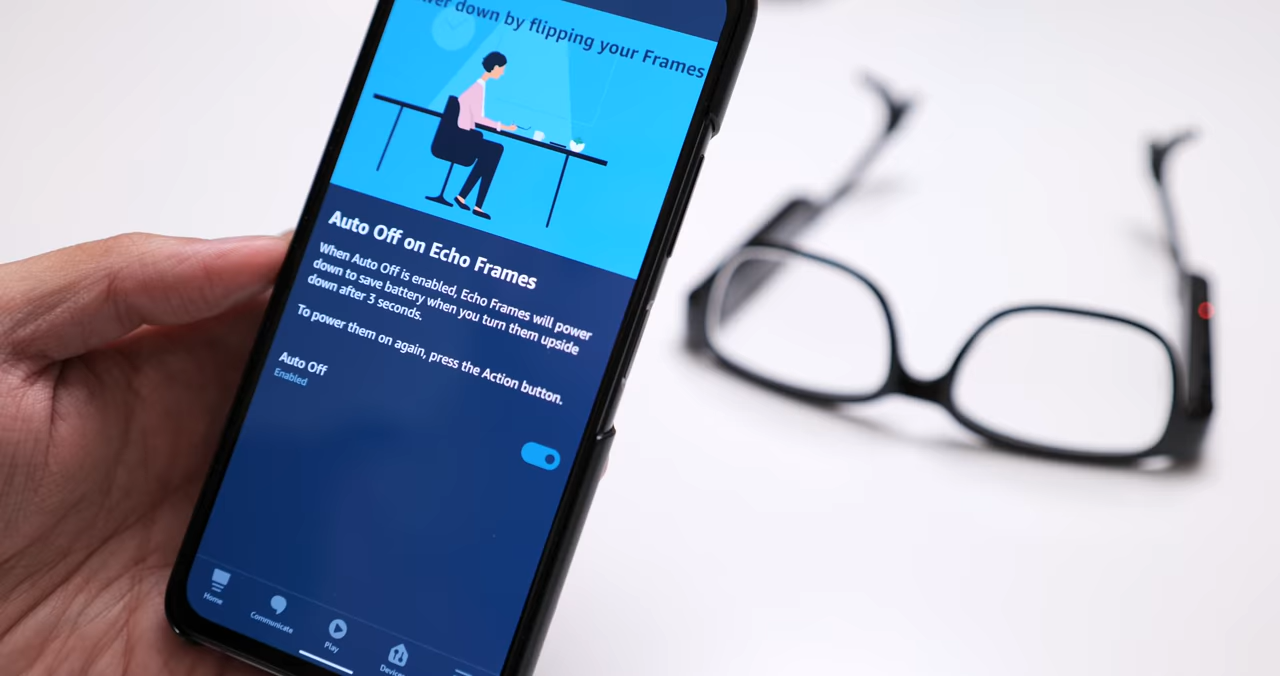 down by flipping your Frames
Auto Off on Echo Frames
When Auto Off is enabled, Echo Frames will power
down to save battery when you turn them upside
down after 3 seconds.
To power them on again, press the Action button.
Auto Off
Enabled
Home
Communicate
Play